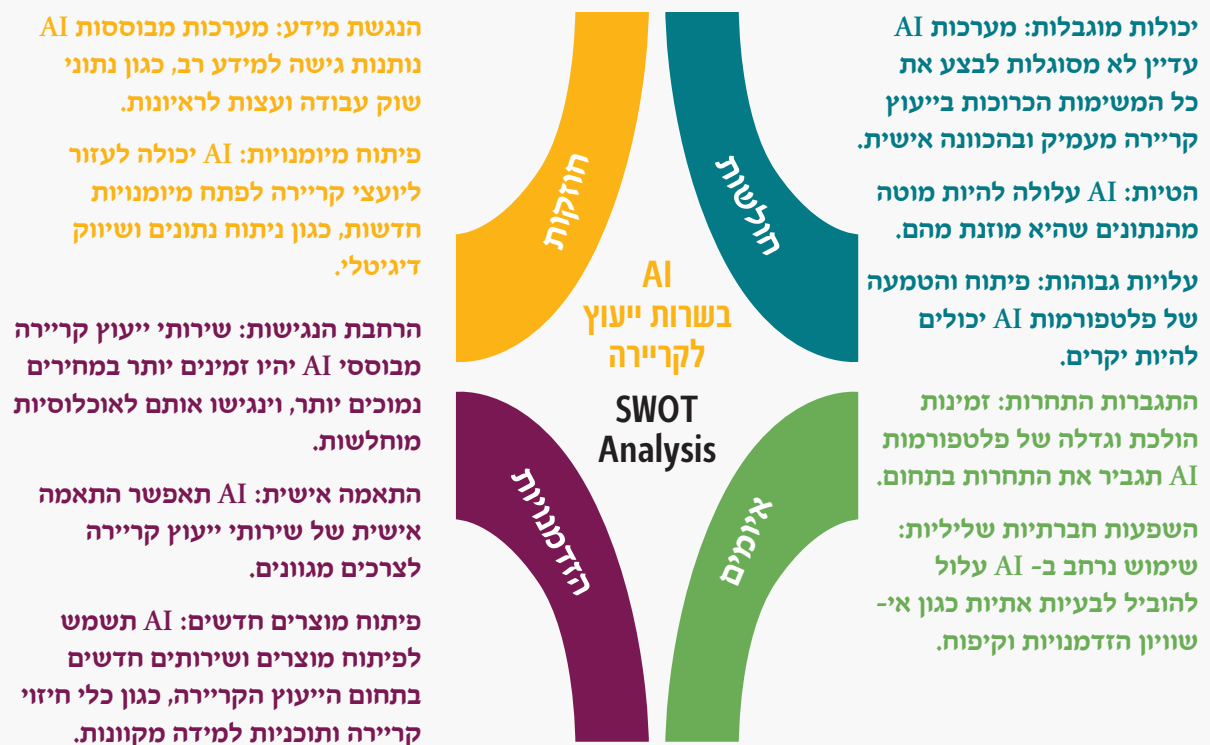 יכולות מוגבלות: מערכות AI
עדיין לא מסוגלות לבצע את
כל המשימות הכרוכות בייעוץ
קריירה מעמיק ובהכוונה אישית.
הטיות: AI עלולה להיות מוטה
מהנתונים שהיא מוזנת מהם.
עלויות גבוהות: פיתוח והטמעה
של פלטפורמות AI יכולים
להיות יקרים.
חולשות
חוזקות
הנגשת מידע: מערכות מבוססות AI
נותנות גישה למידע רב, כגון נתוני
שוק עבודה ועצות לראיונות.
פיתוח מיומנויות: AI יכולה לעזור
ליועצי קריירה לפתח מיומנויות
חדשות, כגון ניתוח נתונים ושיווק
דיגיטלי.
AI
בשרות ייעוץ
לקריירה
SWOT
Analysis
התגברות התחרות: זמינות
הולכת וגדלה של פלטפורמות
AI תגביר את התחרות בתחום.
השפעות חברתיות שליליות:
שימוש נרחב ב- AI עלול
להוביל לבעיות אתיות כגון אי-
שוויון הזדמנויות וקיפוח.
איומים
הזדמנויות
הרחבת הנגישות: שירותי ייעוץ קריירה
מבוססי AI יהיו זמינים יותר במחירים
נמוכים יותר, וינגישו אותם לאוכלוסיות
מוחלשות.
התאמה אישית: AI תאפשר התאמה
אישית של שירותי ייעוץ קריירה
לצרכים מגוונים.
פיתוח מוצרים חדשים: AI תשמש
לפיתוח מוצרים ושירותים חדשים
בתחום הייעוץ הקריירה, כגון כלי חיזוי
קריירה ותוכניות למידה מקוונות.